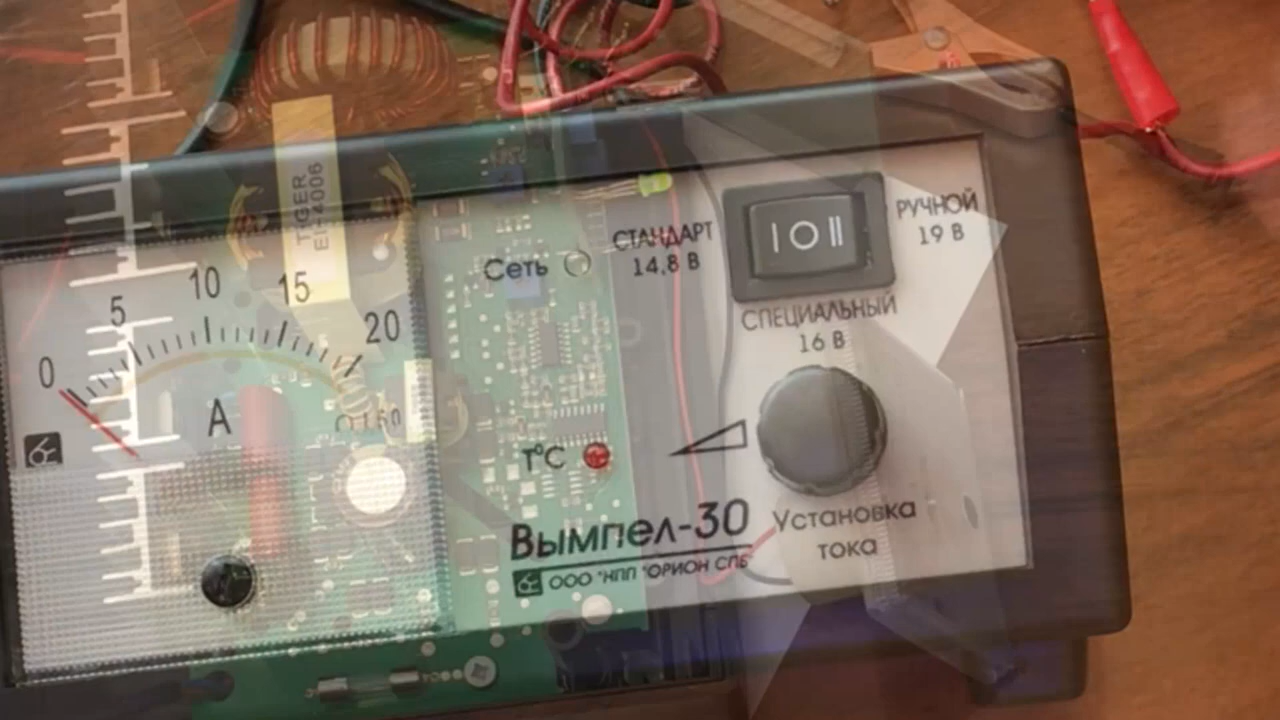 TIGER
EI-4006
0
5
10
15
20
A
Сеть
СТАНДАРТ
14,8 В
РУЧНОЙ
19 В
СПЕЦИАЛЬНЫЙ
16 В
T°C
Вымпел-30
ООО "НПП "ОРИОН СПБ"
Установка
тока